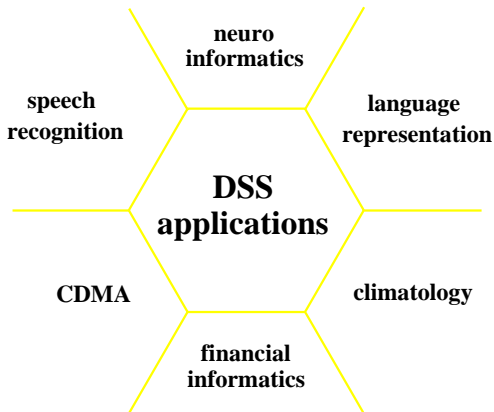 neuro
informatics
speech
recognition
language
representation
DSS
applications
CDMA
climatology
financial
informatics